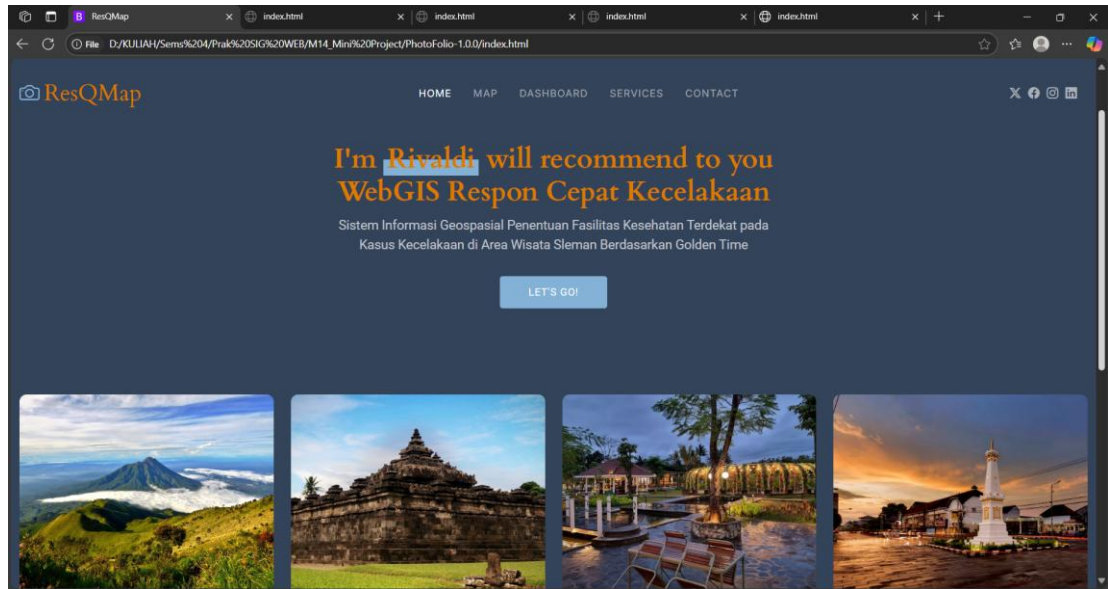 ResQMap
index.html
index.html
index.html
index.html
File D:/KULIAH/Sems%204/Prak%20SIG%20WEB/M14_Mini%20Project/PhotoFolio-1.0.0/index.html
ResQMap
HOME MAP DASHBOARD SERVICES CONTACT
I'm Rivaldi will recommend to you
WebGIS Respon Cepat Kecelakaan
Sistem Informasi Geospasial Penentuan Fasilitas Kesehatan Terdekat pada
Kasus Kecelakaan di Area Wisata Sleman Berdasarkan Golden Time
LET'S GO!